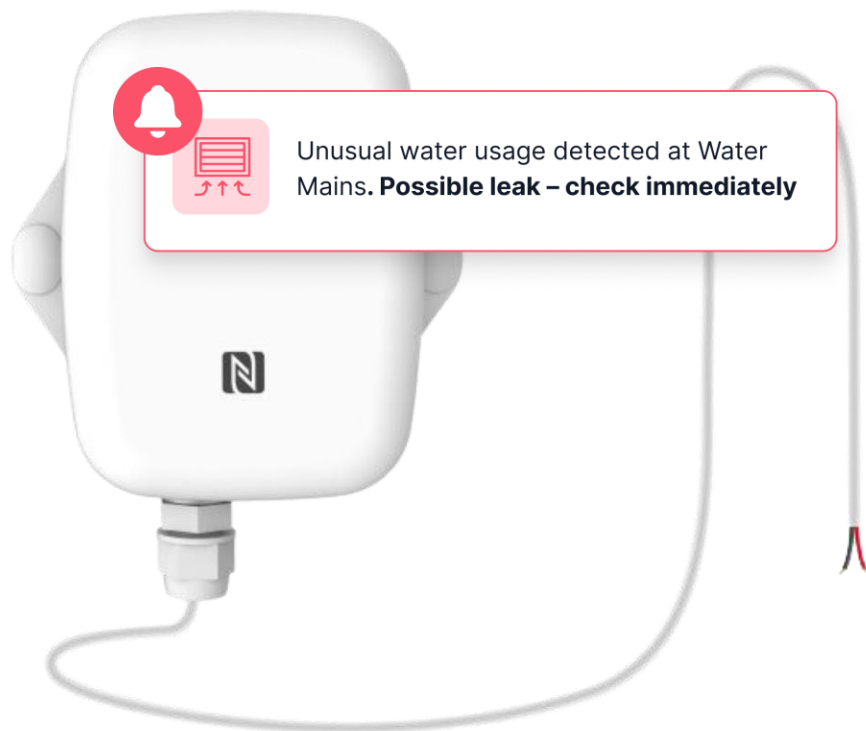 Unusual water usage detected at Water
Mains. Possible leak – check immediately